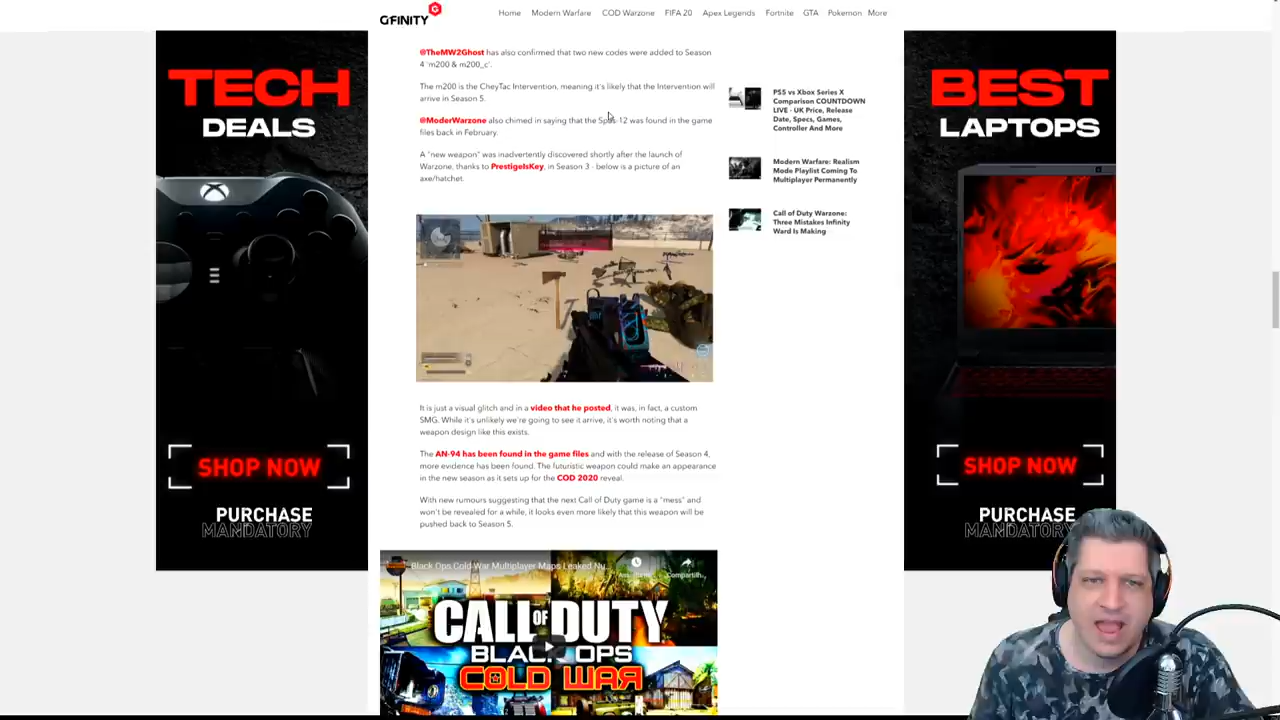 GFINITY
Home Modern Warfare COD Warzone FIFA 20 Apex Legends Fortnite GTA Pokemon More
TECH
DEALS
SHOP NOW
PURCHASE
MANDATORY
@TheMW2Ghost has also confirmed that two new codes were added to Season
4 'm200 & m200_c'.
The m200 is the CheyTac Intervention, meaning it's likely that the Intervention will
arrive in Season 5.
@ModerWarzone also chimed in saying that the Spas-12 was found in the game
files back in February.
A "new weapon" was inadvertently discovered shortly after the launch of
Warzone, thanks to PrestigeIsKey, in Season 3 - below is a picture of an
axe/hatchet.
It is just a visual glitch and in a video that he posted, it was, in fact, a custom
SMG. While it's unlikely we're going to see it arrive, it's worth noting that a
weapon design like this exists.
The AN-94 has been found in the game files and with the release of Season 4,
more evidence has been found. The futuristic weapon could make an appearance
in the new season as it sets up for the COD 2020 reveal.
With new rumours suggesting that the next Call of Duty game is a "mess" and
won't be revealed for a while, it looks even more likely that this weapon will be
pushed back to Season 5.
Black Ops Cold War Multiplayer Maps Leaked Nu...
Compartilh...
CALL OF DUTY
BLACK OPS
COLD WAR
PS5 vs Xbox Series X
Comparison COUNTDOWN
LIVE - UK Price, Release
Date, Specs, Games,
Controller And More
Modern Warfare: Realism
Mode Playlist Coming To
Multiplayer Permanently
Call of Duty Warzone:
Three Mistakes Infinity
Ward Is Making
BEST
LAPTOPS
SHOP NOW
PURCHASE
MANDATORY